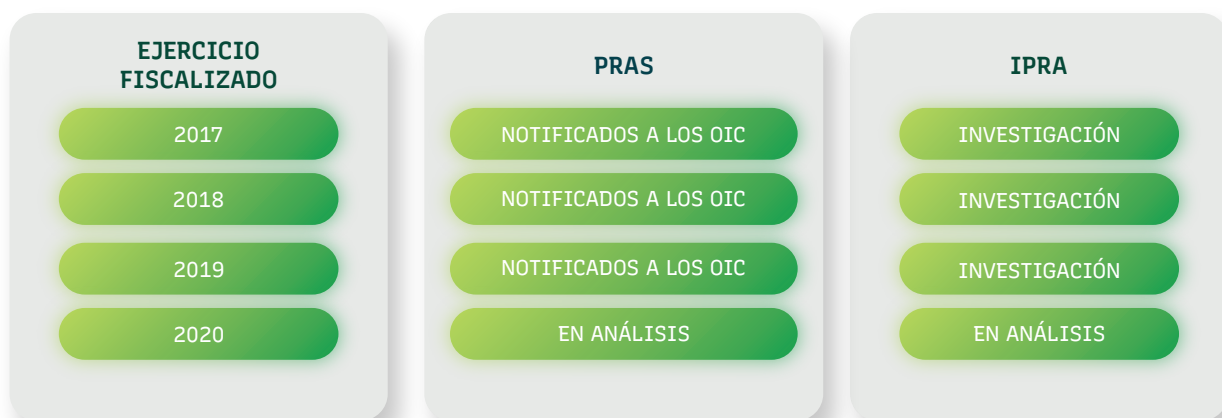 EJERCICIO
FISCALIZADO
2017
2018
2019
2020
PRAS
NOTIFICADOS A LOS OIC
NOTIFICADOS A LOS OIC
NOTIFICADOS A LOS OIC
EN ANÁLISIS
IPRA
INVESTIGACIÓN
INVESTIGACIÓN
INVESTIGACIÓN
EN ANÁLISIS